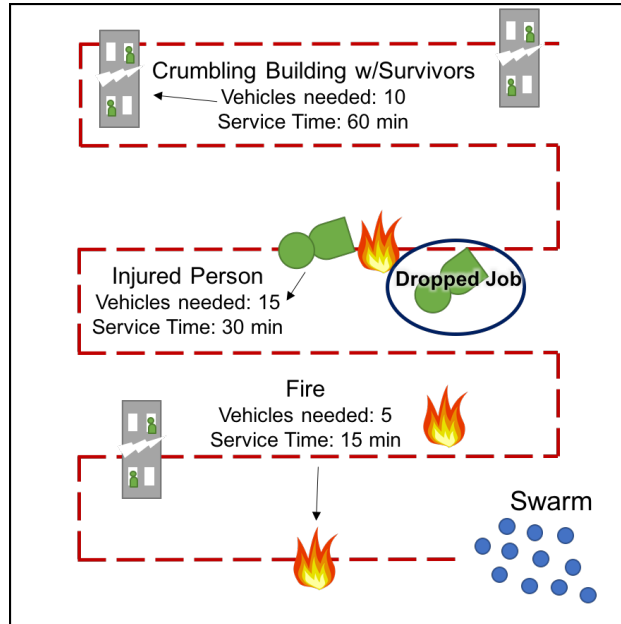 Crumbling Building w/Survivors
Vehicles needed: 10
Service Time: 60 min
Injured Person
Vehicles needed: 15
Service Time: 30 min
Dropped Job
Fire
Vehicles needed: 5
Service Time: 15 min
Swarm